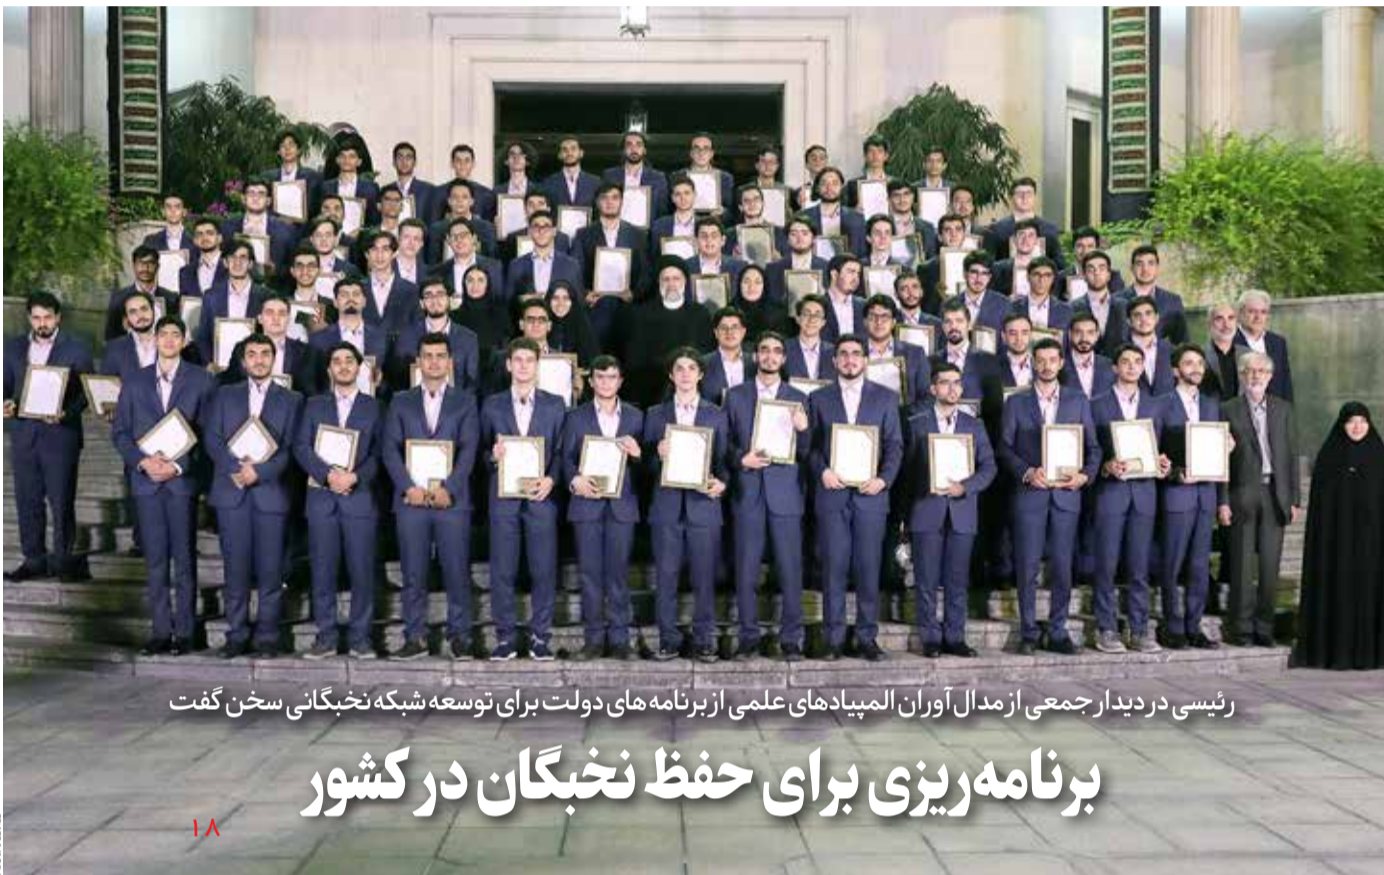 رئیسی در دیدار جمعی از مدال‌آوران المپیادهای علمی از برنامه‌های دولت برای توسعه شبکه نخبگانی سخن گفت
برنامه‌ریزی برای حفظ نخبگان در کشور
۱۸